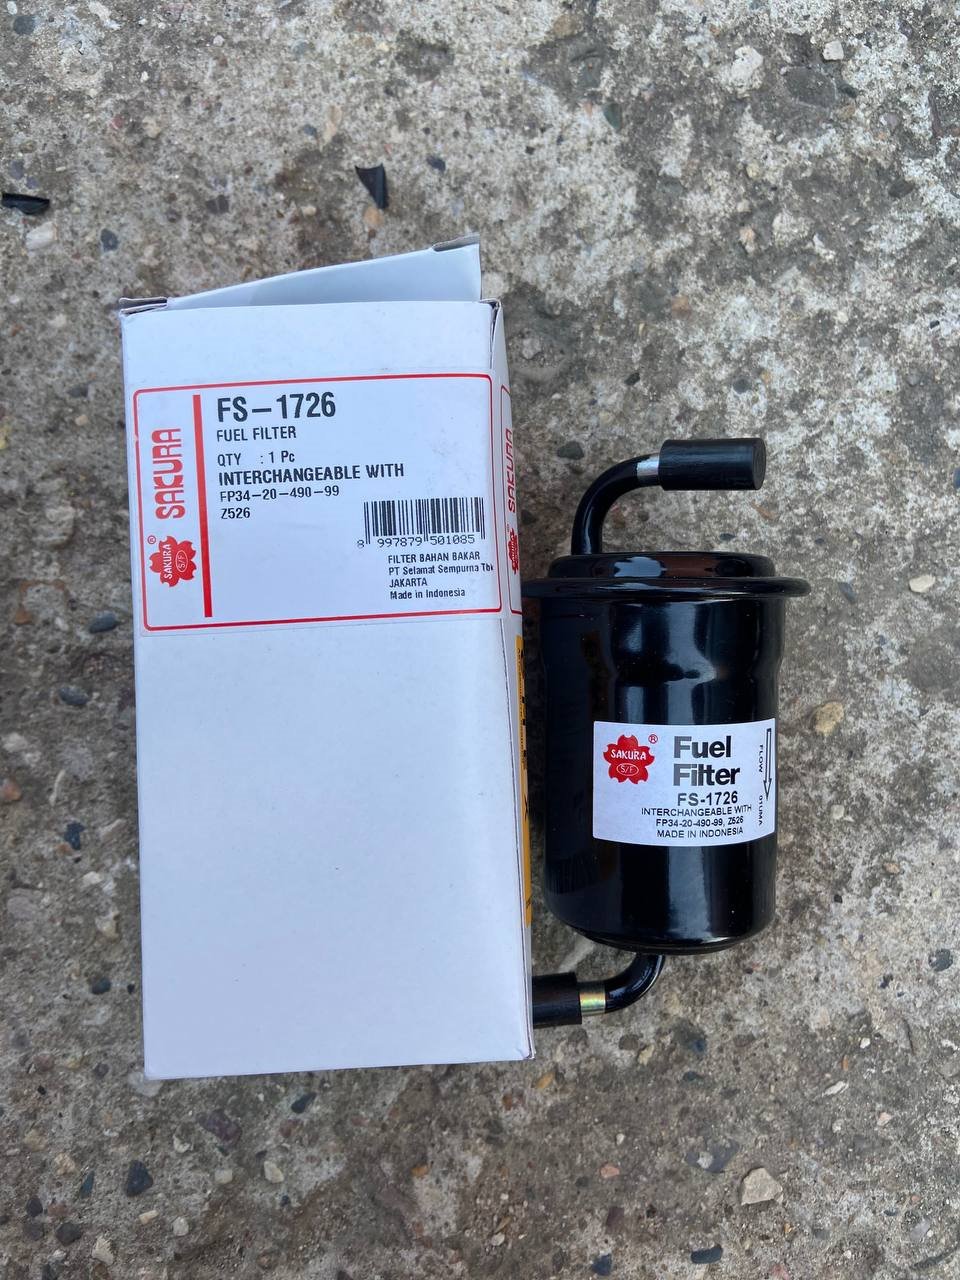 FS-1726
FUEL FILTER
QTY : 1 Pc
INTERCHANGEABLE WITH
FP34-20-490-99
Z526
8 997879 501085
FILTER BAHAN BAKAR
PT Selamat Sempurna Tbk
JAKARTA
Made in Indonesia
SAKURA
®
SAKURA
S/F
SAKURA
SAKURA
®
S/F
Fuel
Filter
FS-1726
INTERCHANGEABLE WITH
FP34-20-490-99, Z526
MADE IN INDONESIA
FLOW